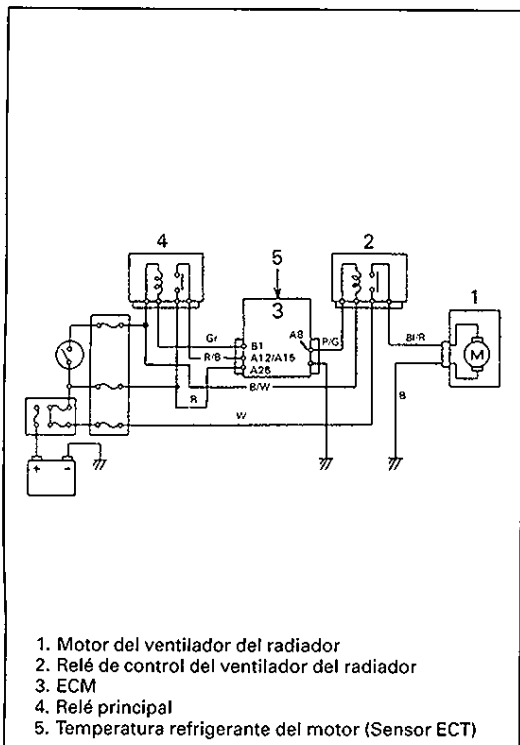 4
5
2
3
1
Gr
B1
A8
P/G
Bl/R
R/B
A12/A15
A26
M
B/W
B
B
W
+
−
1. Motor del ventilador del radiador
2. Relé de control del ventilador del radiador
3. ECM
4. Relé principal
5. Temperatura refrigerante del motor (Sensor ECT)